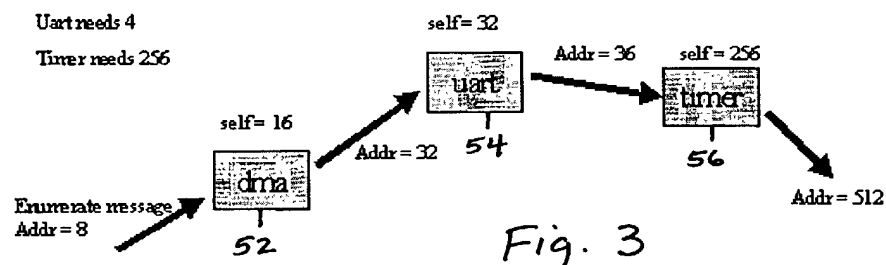 Uart needs 4
Timer needs 256
self= 32
uart
54
Addr = 36
self= 256
timer
56
self= 16
dma
52
Addr = 32
Enumerate message
Addr = 8
Addr = 512
Fig. 3